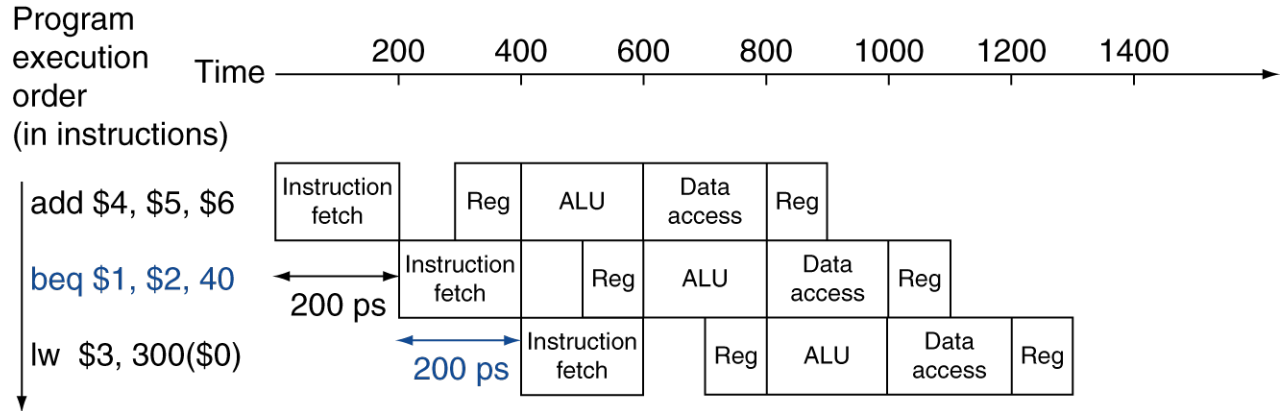 Program
execution
order
(in instructions)
Time
200 400 600 800 1000 1200 1400
add $4, $5, $6
Instruction
fetch
Reg
ALU
Data
access
Reg
beq $1, $2, 40
200 ps
Instruction
fetch
Reg
ALU
Data
access
Reg
lw $3, 300($0)
200 ps
Instruction
fetch
Reg
ALU
Data
access
Reg